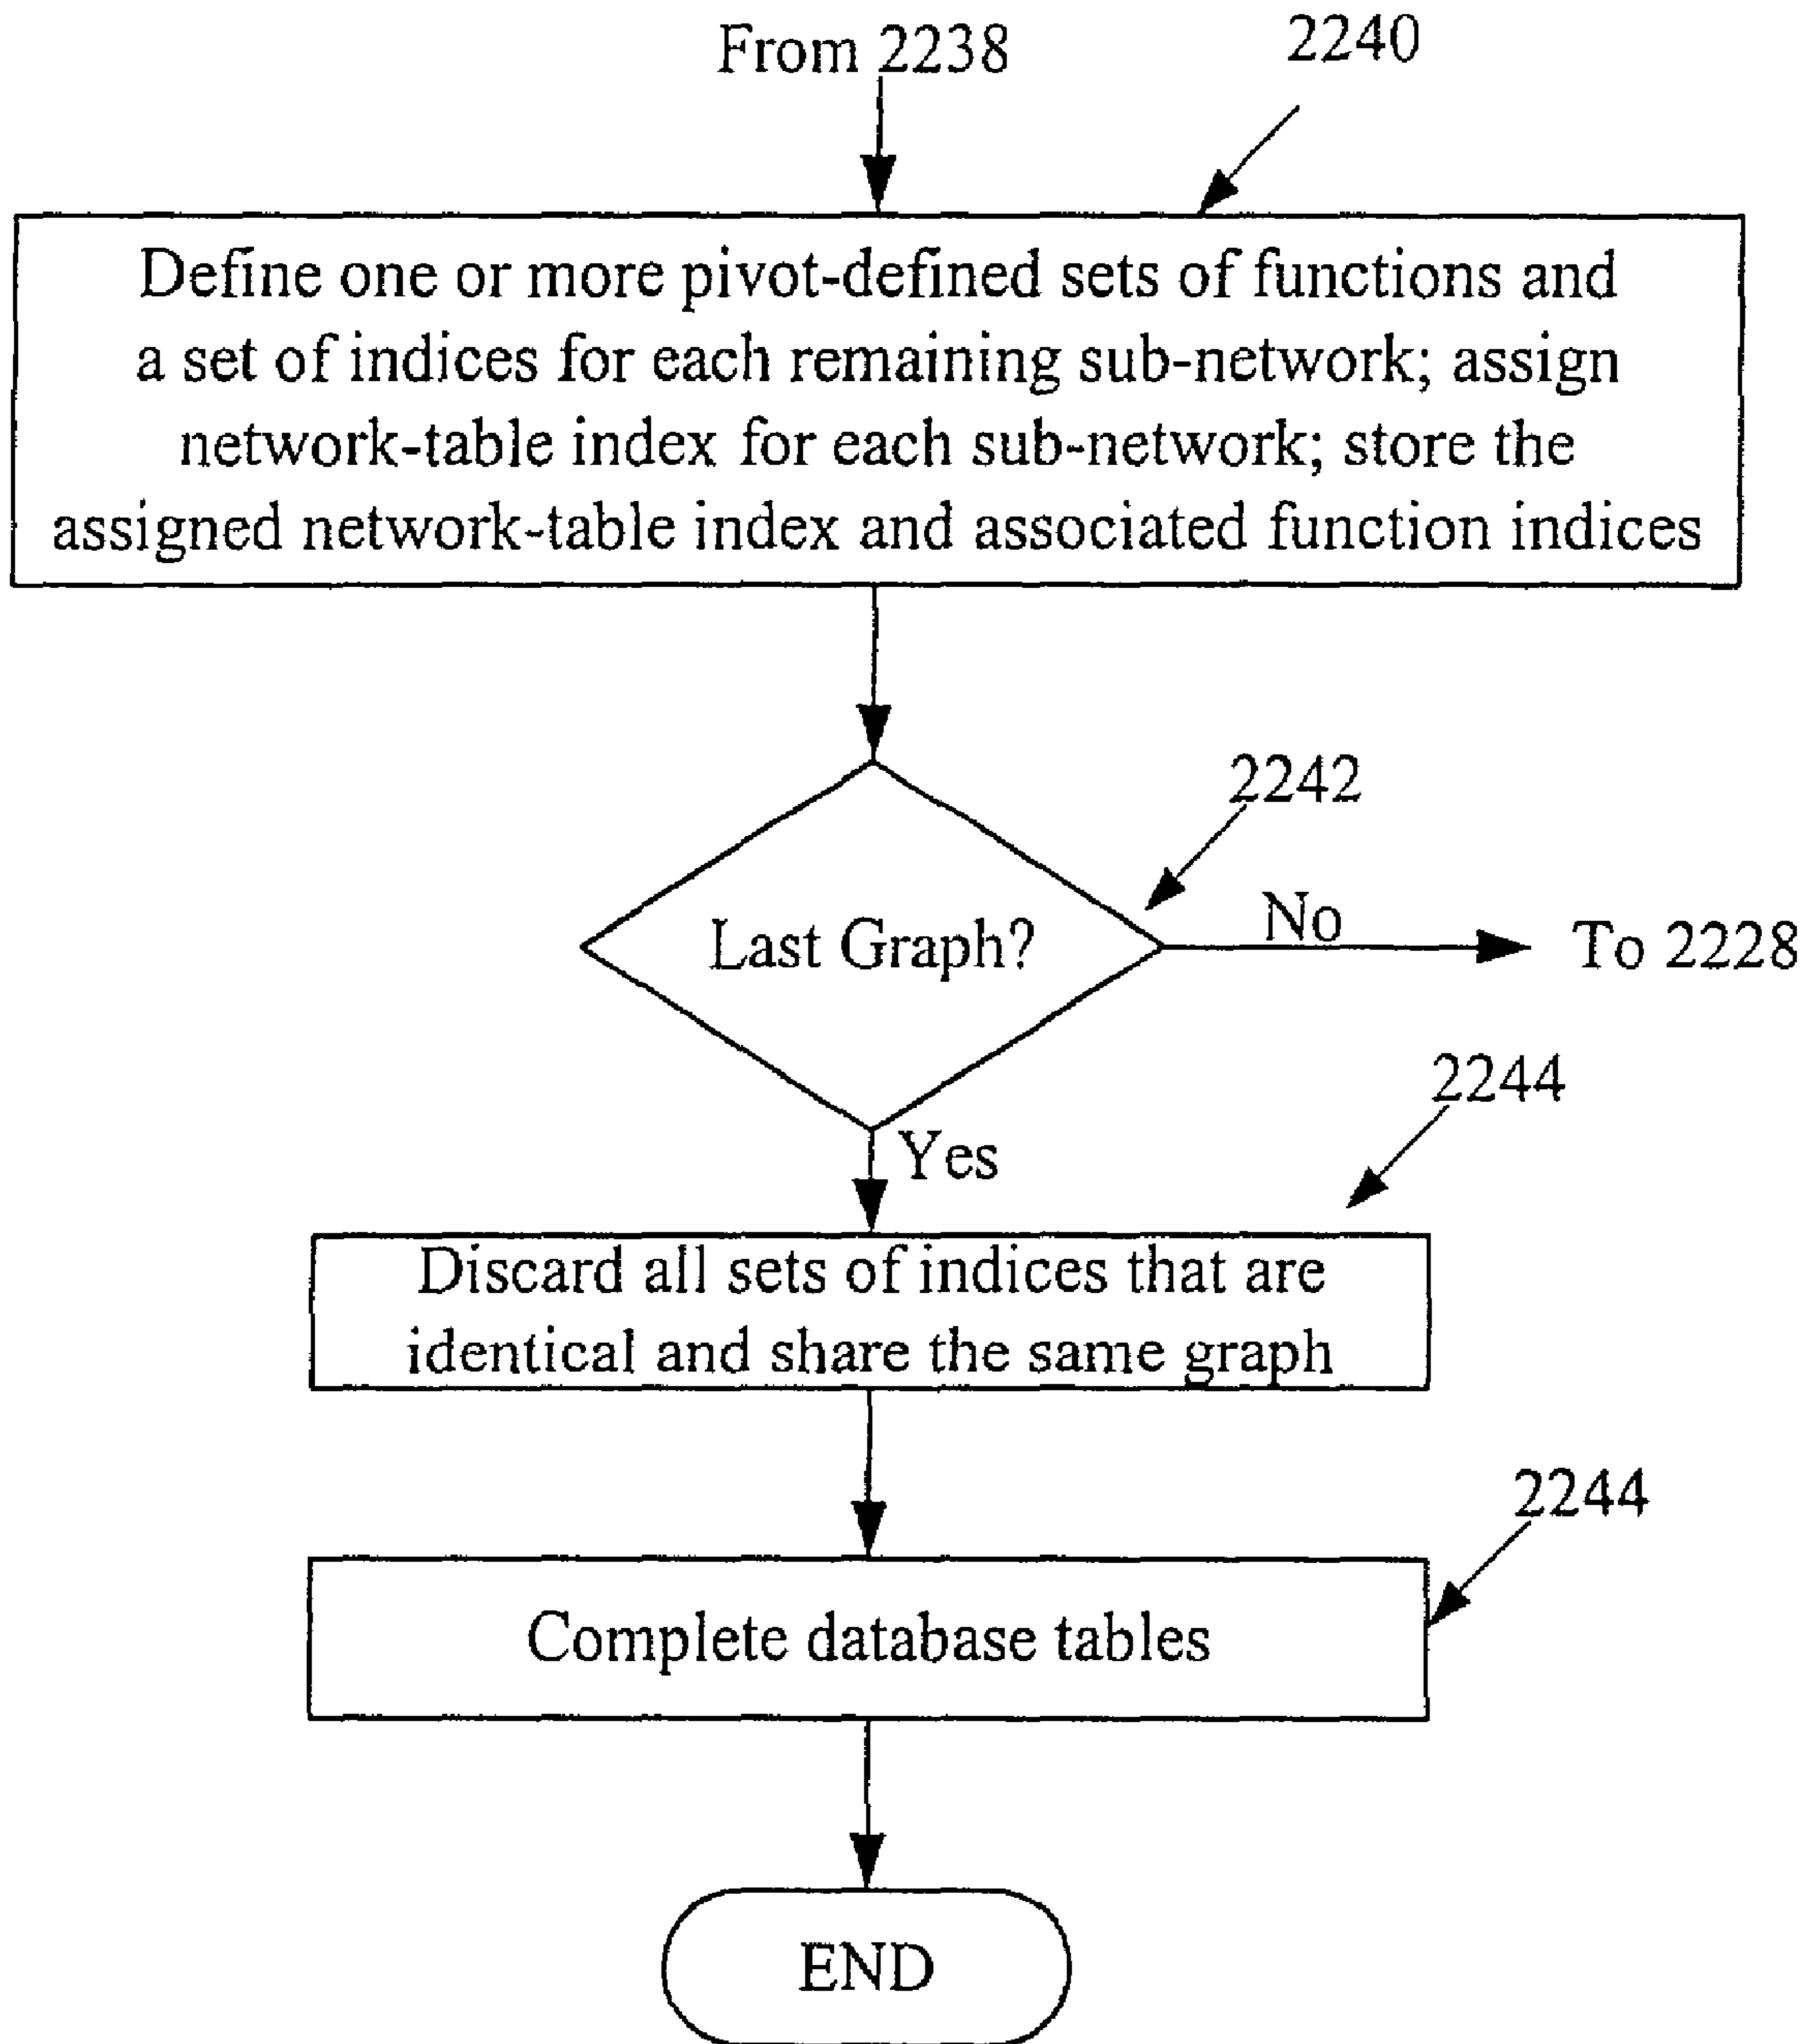 From 2238
2240
Define one or more pivot-defined sets of functions and
a set of indices for each remaining sub-network; assign
network-table index for each sub-network; store the
assigned network-table index and associated function indices
2242
Last Graph?
No
To 2228
Yes
2244
Discard all sets of indices that are
identical and share the same graph
2244
Complete database tables
END